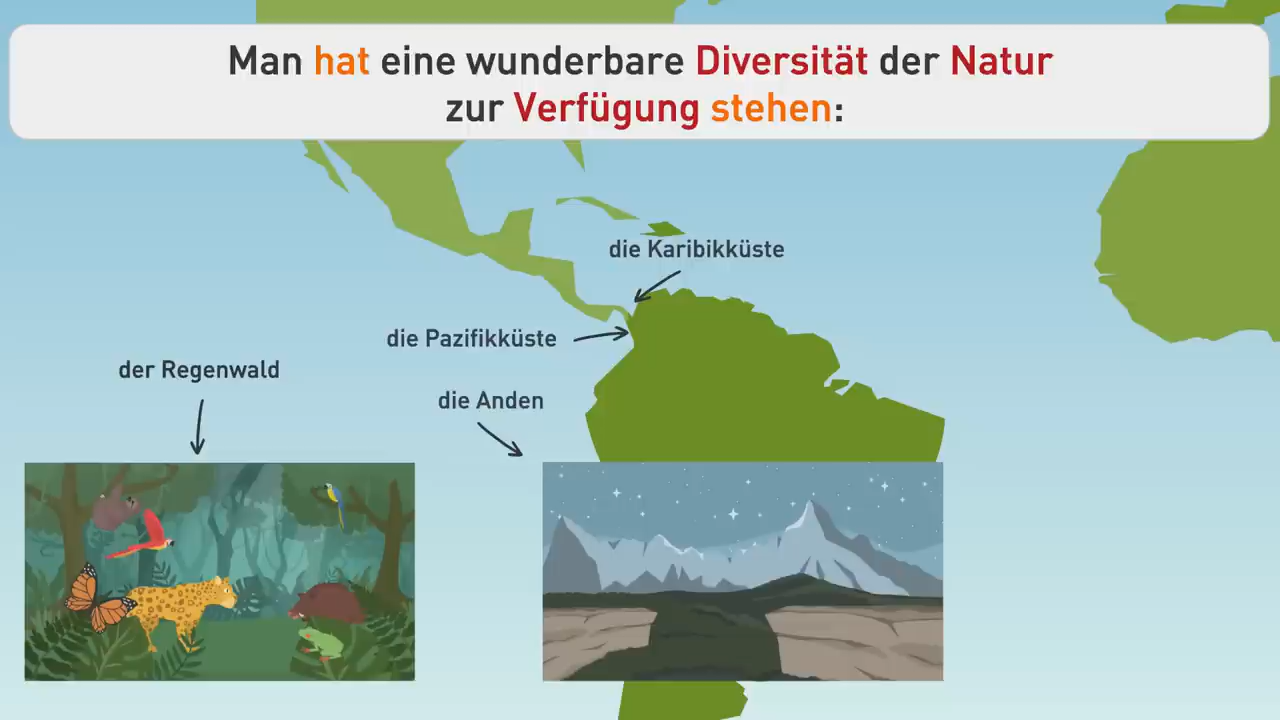 Man hat eine wunderbare Diversität der Natur
zur Verfügung stehen:
die Karibikküste
die Pazifikküste
der Regenwald
die Anden